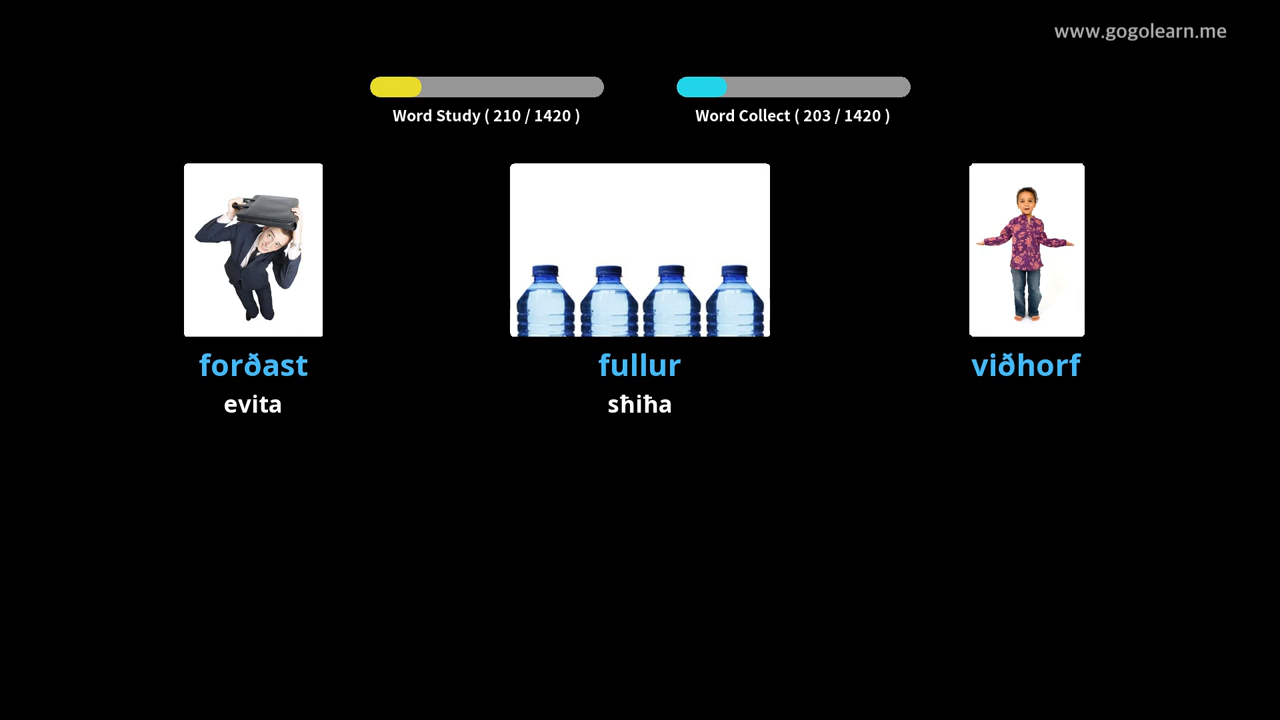 www.gogolearn.me
Word Study ( 210 / 1420 )
Word Collect ( 203 / 1420 )
forðast
fullur
viðhorf
evita
sħiħa